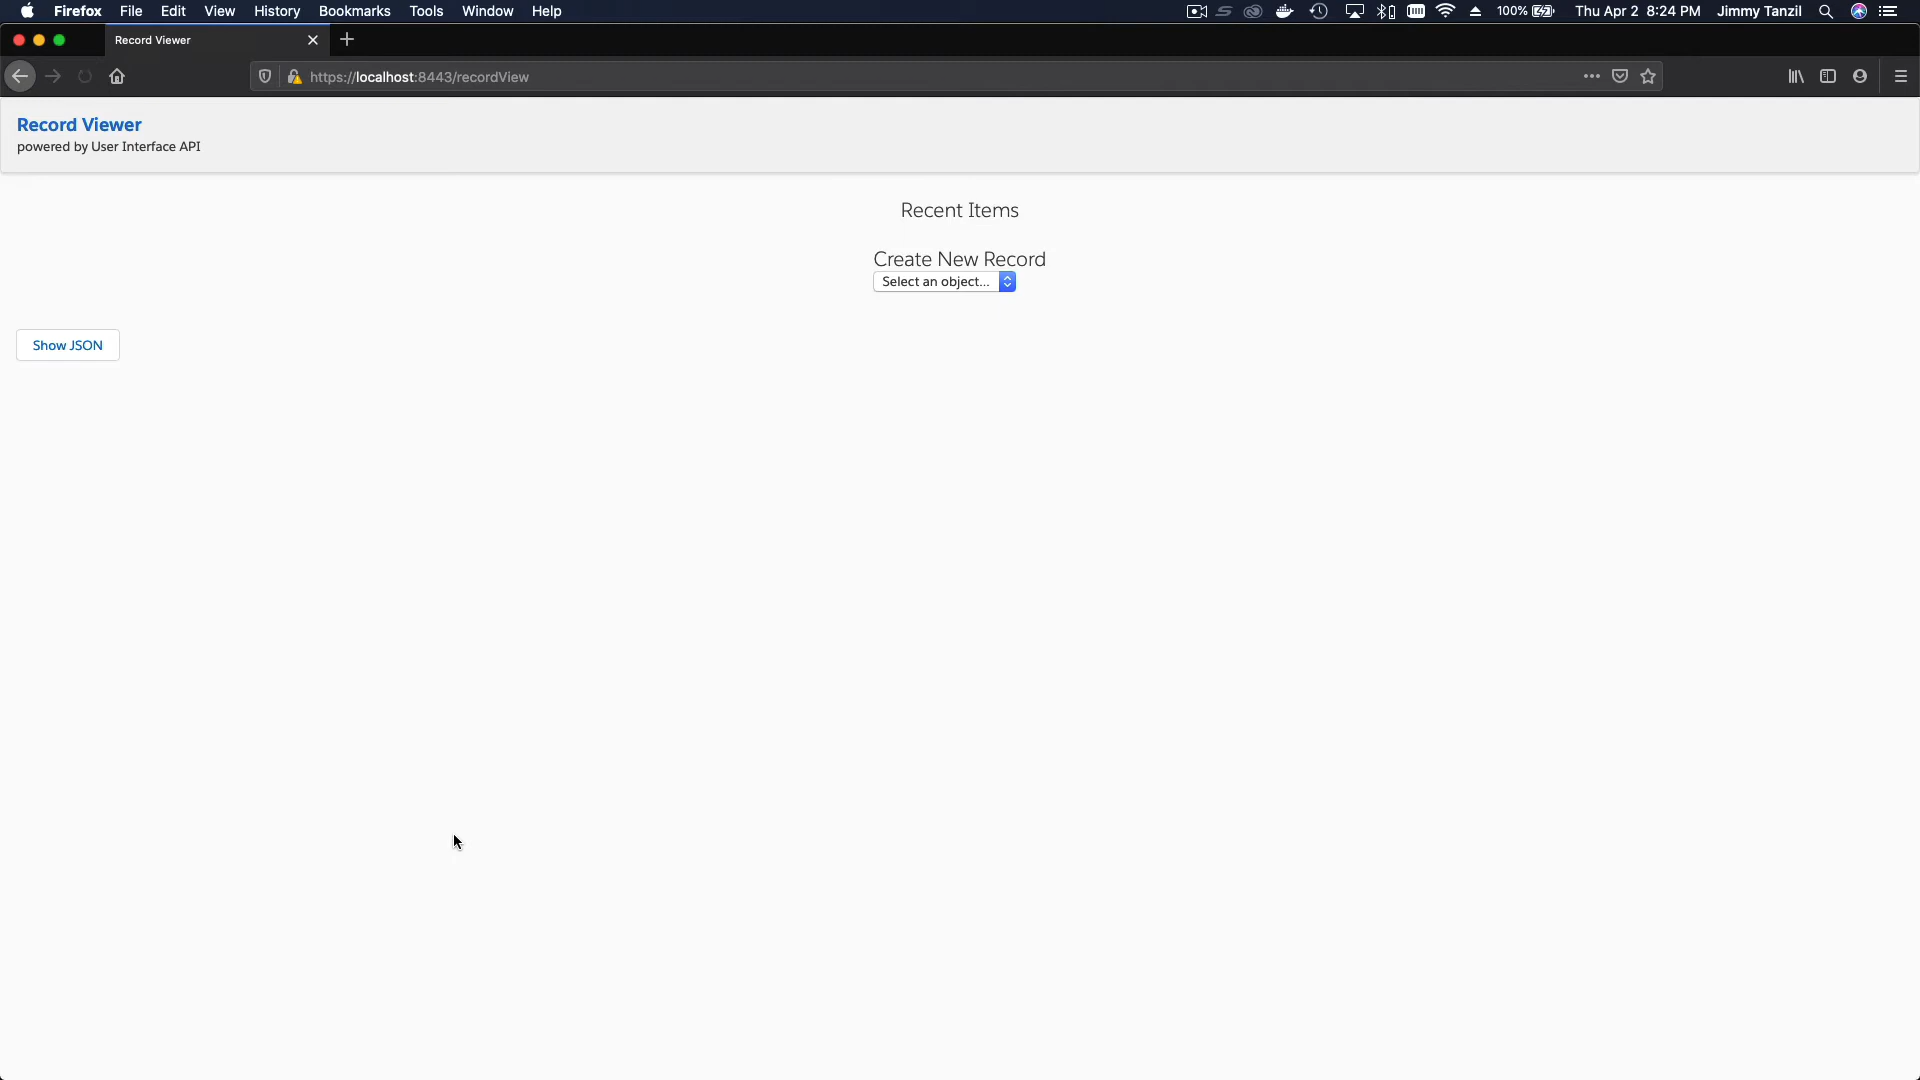 Firefox File Edit View History Bookmarks Tools Window Help 100% Thu Apr 2 8:24 PM Jimmy Tanzil
Record Viewer
https://localhost:8443/recordView
Record Viewer
powered by User Interface API
Recent Items
Create New Record
Select an object...
Show JSON